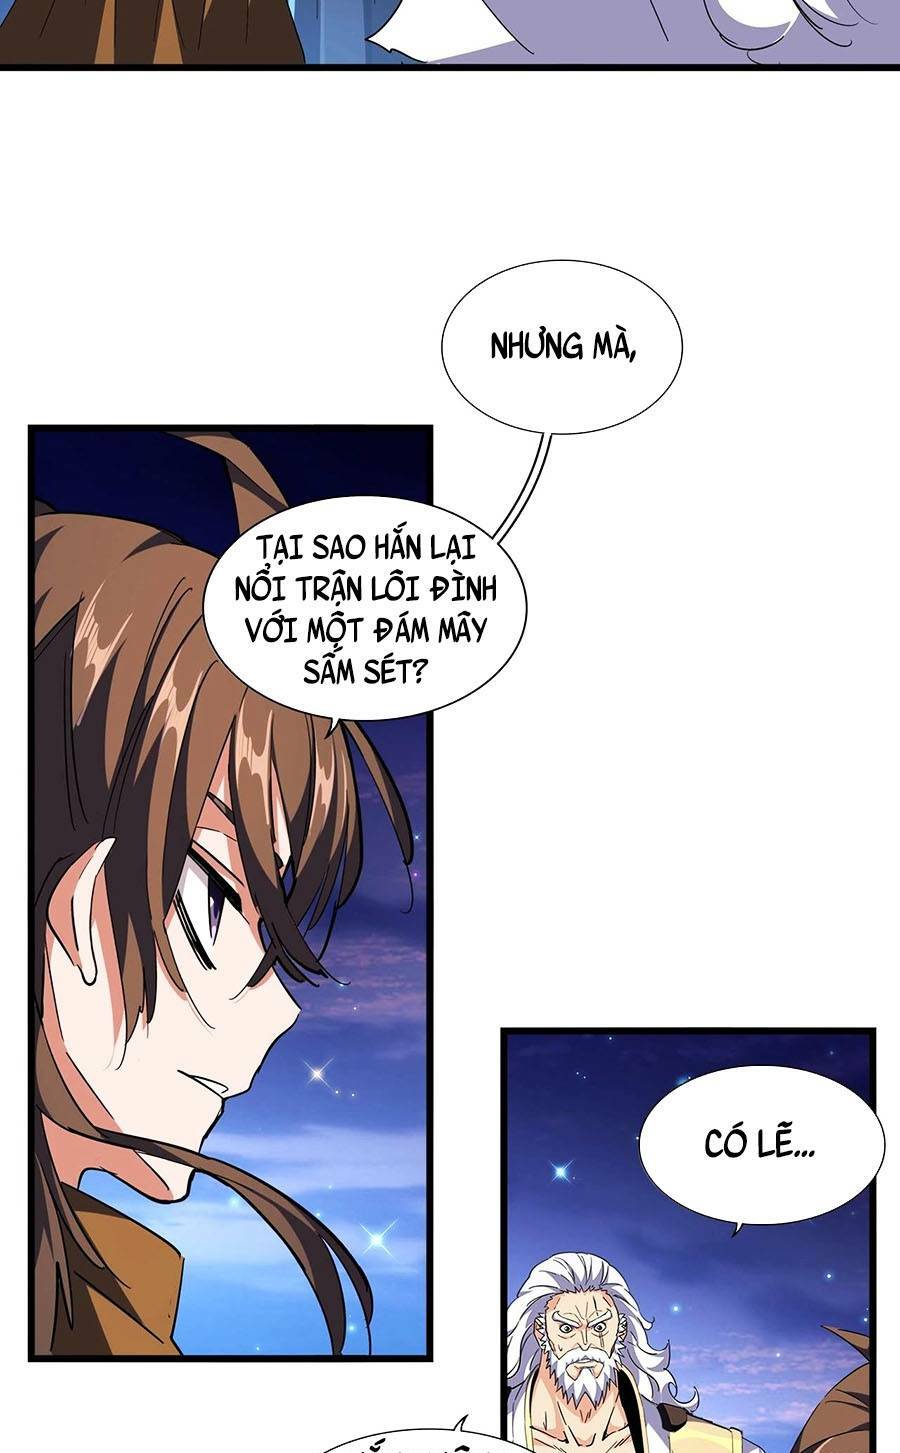 NHƯNG MÀ,
TẠI SAO HẮN LẠI
NỔI TRẬN LÔI ĐÌNH
VỚI MỘT ĐÁM MÂY
SẤM SÉT?
CÓ LẼ...